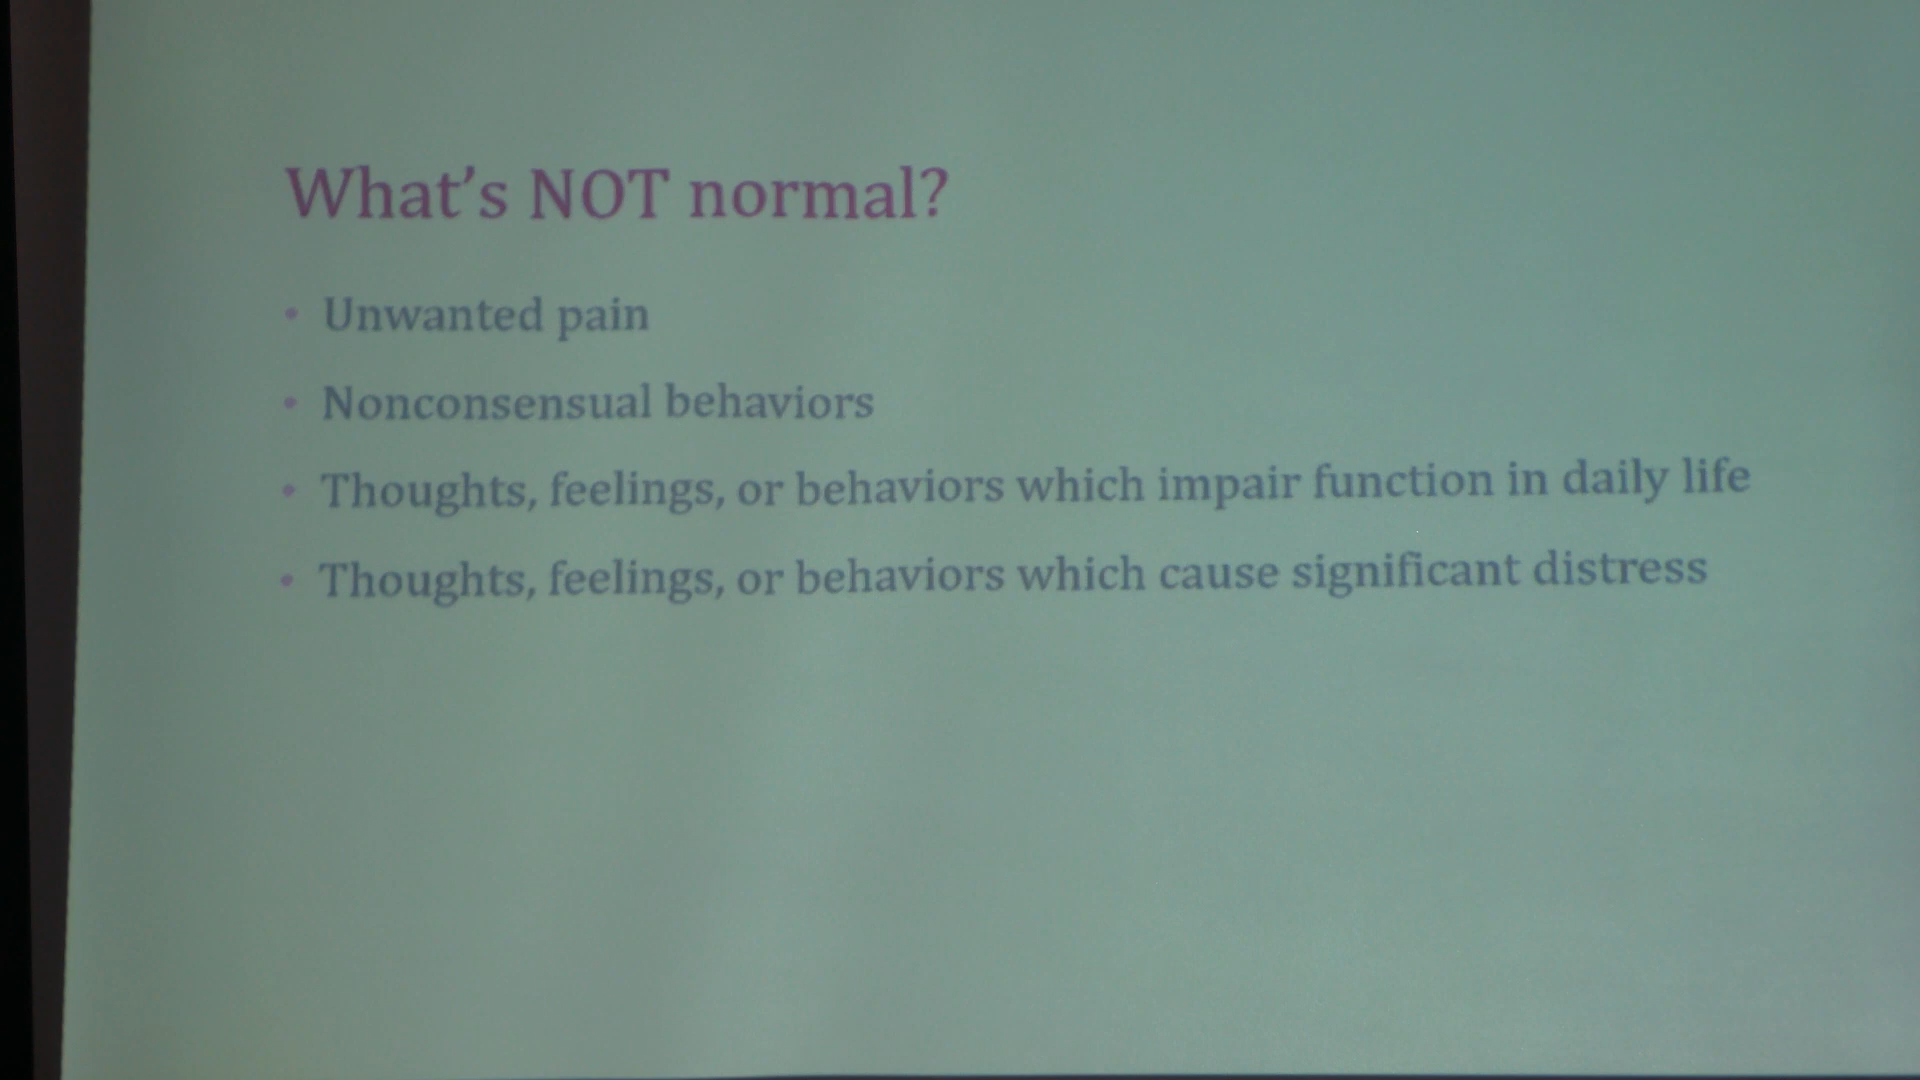 What's NOT normal?
• Unwanted pain
• Nonconsensual behaviors
• Thoughts, feelings, or behaviors which impair function in daily life
• Thoughts, feelings, or behaviors which cause significant distress